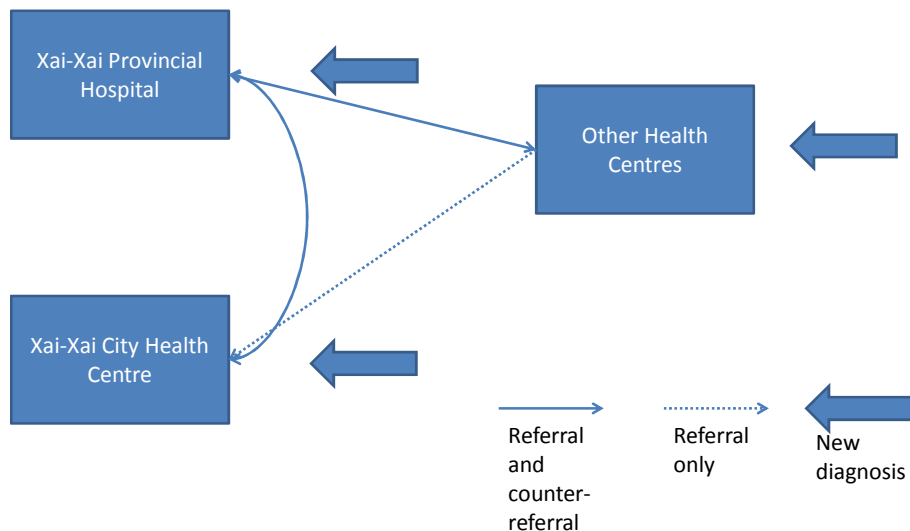 Xai-Xai Provincial
Hospital
Other Health
Centres
Xai-Xai City Health
Centre
Referral
and
counter-
referral
Referral
only
New
diagnosis